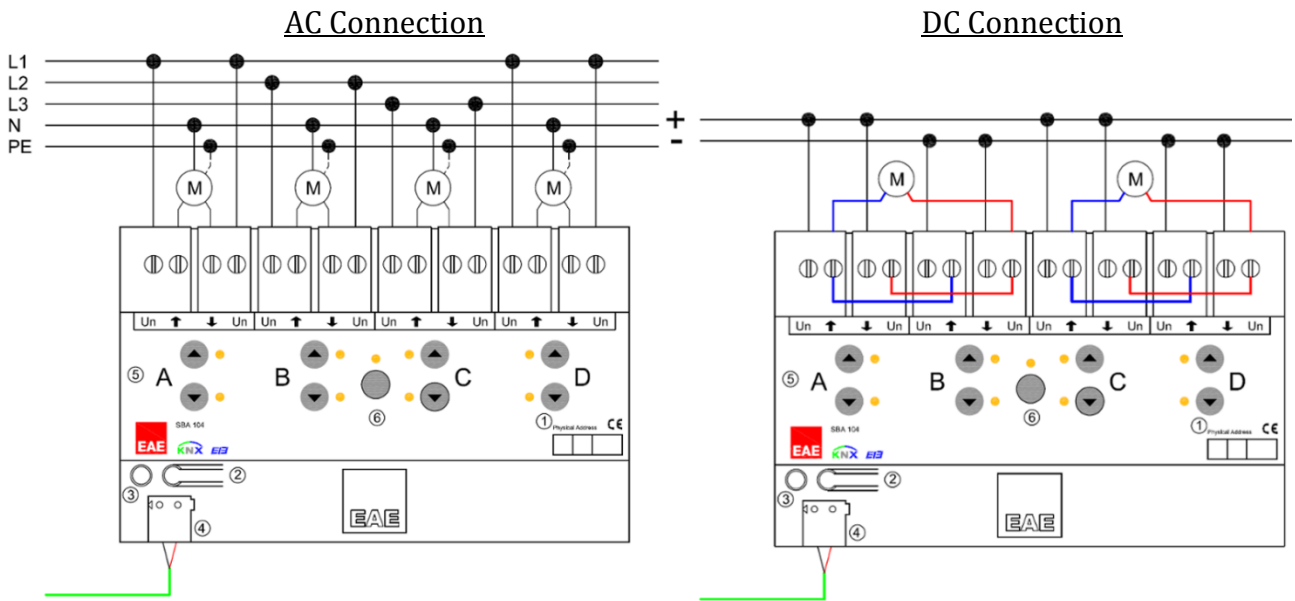 AC Connection
DC Connection
L1
L2
L3
N
PE
M M M M
Un ↑ ↓ Un Un ↑ ↓ Un Un ↑ ↓ Un Un ↑ ↓ Un
⑤ A B C D
⑥
①
SBA 104
Physical Address CE
EAE KNX EIB
② ③
④
EAE
+
-
M M
Un ↑ ↓ Un Un ↑ ↓ Un Un ↑ ↓ Un Un ↑ ↓ Un
⑤ A B C D
⑥
①
SBA 104
Physical Address CE
EAE KNX EIB
② ③
④
EAE